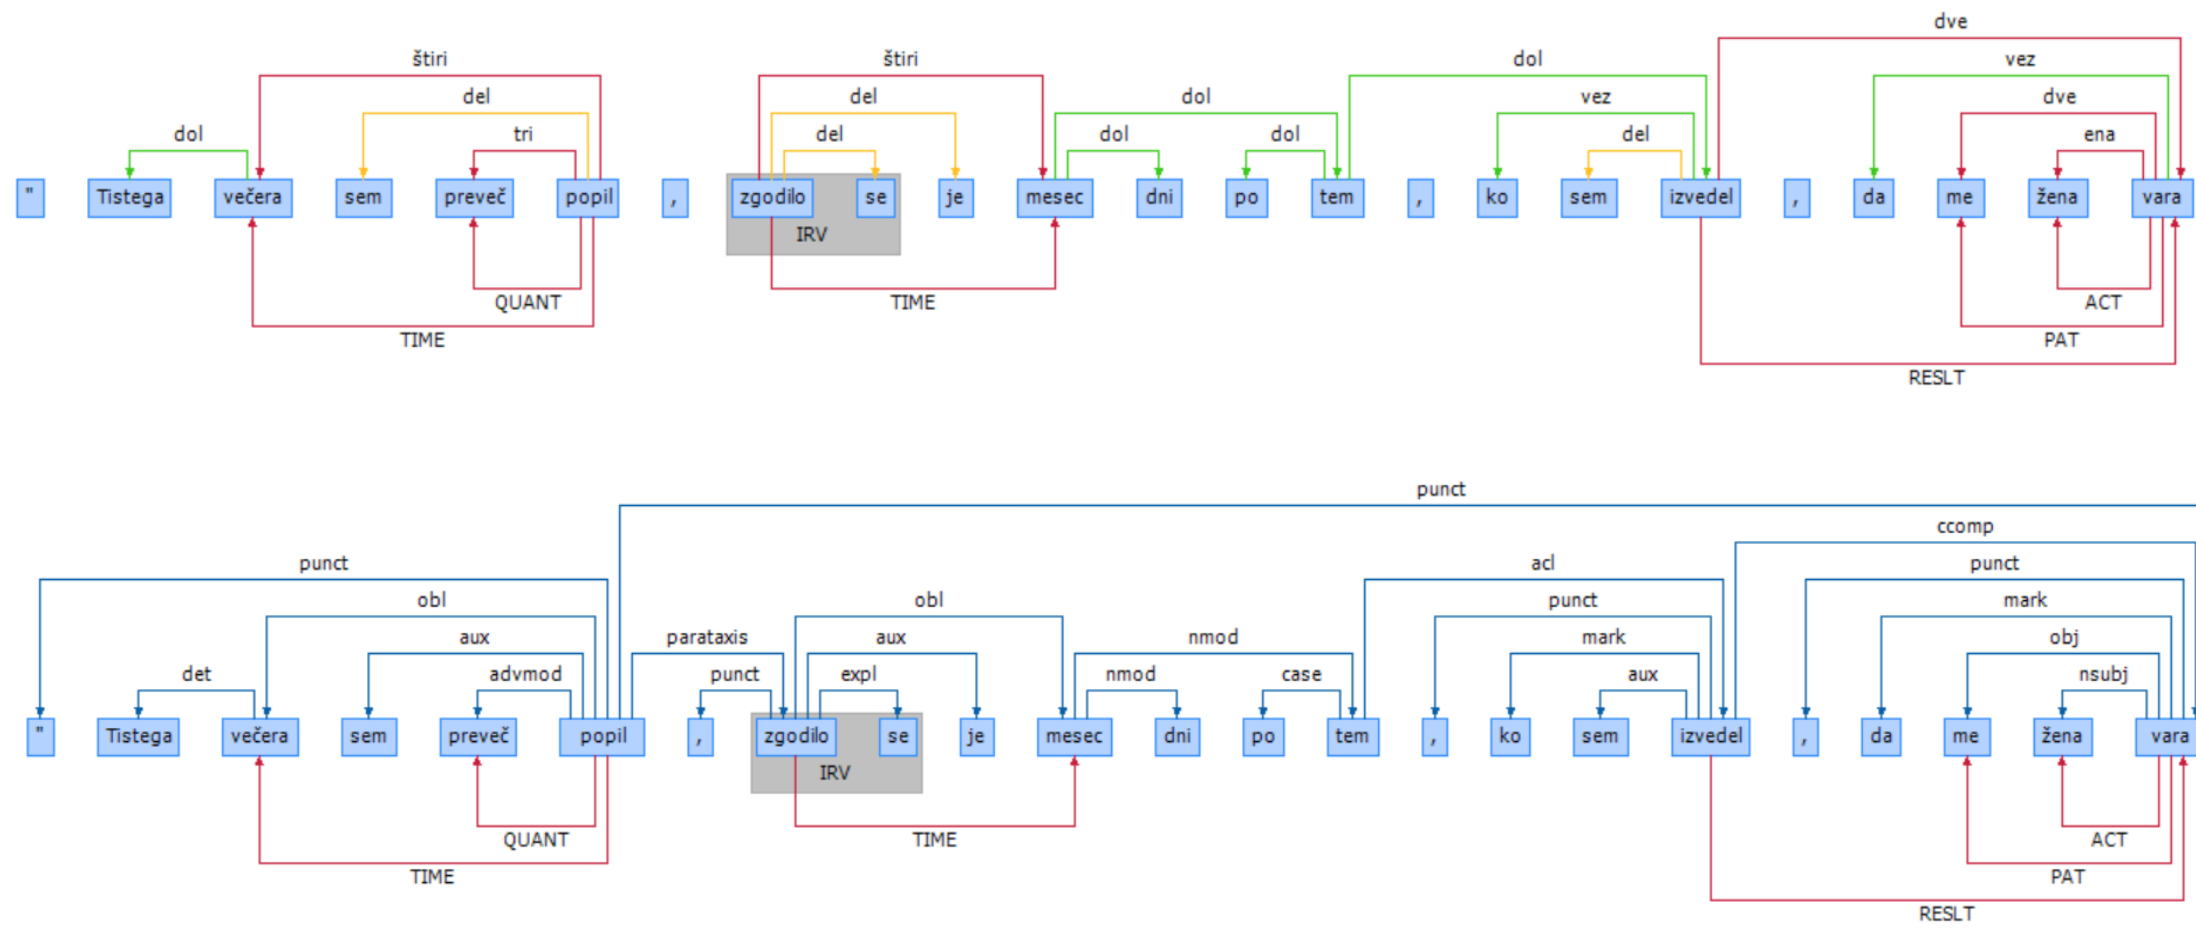 dve
štiri štiri dol vez
del del dol vez dve
dol tri del dol dol del ena
" Tistega večera sem preveč popil , zgodilo se je mesec dni po tem , ko sem izvedel , da me žena vara
IRV
QUANT TIME ACT
TIME PAT
RESLT
punct
ccomp
punct acl punct
obl obl punct mark
aux parataxis aux nmod mark obj
det advmod punct expl nmod case aux nsubj
" Tistega večera sem preveč popil , zgodilo se je mesec dni po tem , ko sem izvedel , da me žena vara
IRV
QUANT TIME ACT
TIME PAT
RESLT